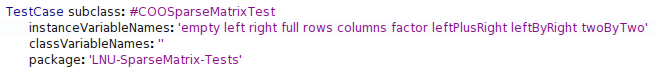 TestCase subclass: #COOSparseMatrixTest
instanceVariableNames: 'empty left right full rows columns factor leftPlusRight leftByRight twoByTwo'
classVariableNames: ''
package: 'LNU-SparseMatrix-Tests'